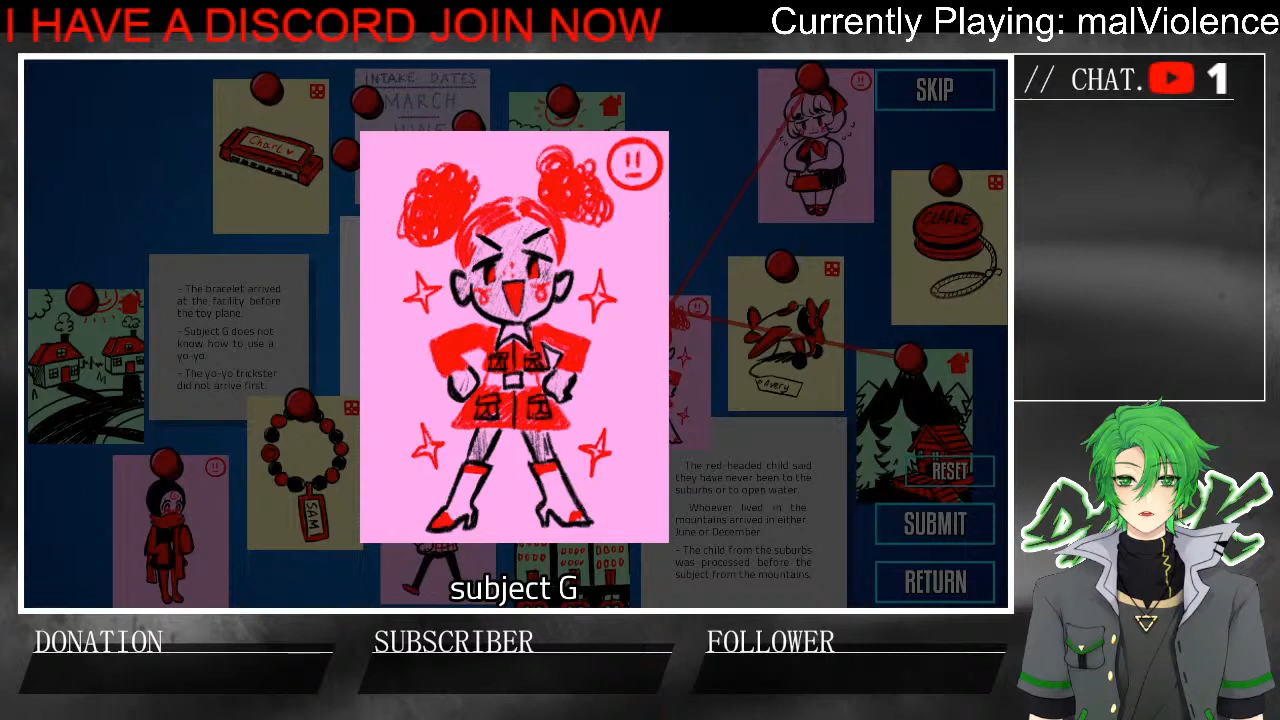 I HAVE A DISCORD JOIN NOW
Currently Playing: malViolence
// CHAT. 1
INTAKE DATES
MARCH
JUNE
SKIP
Charl
CLARKE
- The bracelet arrived
at the facility before
the toy plane.
- Subject G does not
know how to use a
yo-yo.
- The yo-yo trickster
did not arrive first.
Avery
SAM
The red-headed child said
they have never been to the
suburbs or to open water
Whoever lived in the
mountains arrived in either
June or December
- The child from the suburbs
was processed before the
subject from the mountains.
RESET
SUBMIT
RETURN
subject G
DONATION
SUBSCRIBER
FOLLOWER